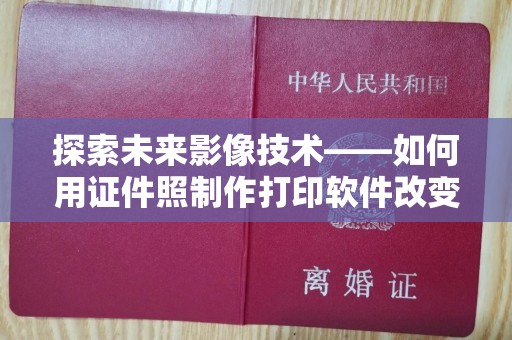 中华人民共和国
探索未来影像技术——如何
用证件照制作打印软件改变
离婚证